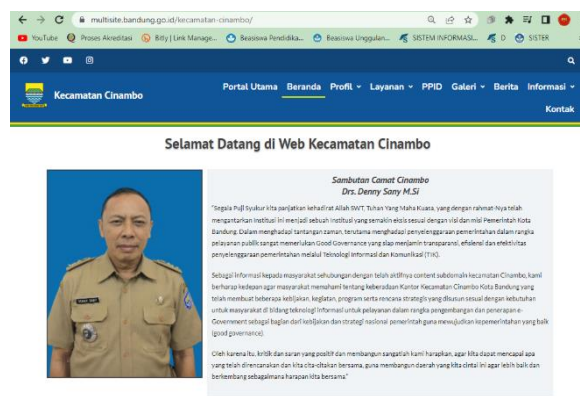 multisite.bandung.go.id/kecamatan-cinambo/
YouTube Proses Akreditasi Bitly | Link Manage... Beasiswa Pendidika... Beasiswa Unggulan... SISTEM INFORMASI... D SISTER
Kecamatan Cinambo
Portal Utama Beranda Profil Layanan PPID Galeri Berita Informasi
Kontak
Selamat Datang di Web Kecamatan Cinambo
Sambutan Camat Cinambo
Drs. Denny Sany M.Si
"Segala Puji Syukur kita panjatkan kehadirat Allah SWT, Tuhan Yang Maha Kuasa, yang dengan rahmat-Nya telah
mengantarkan Institusi ini menjadi sebuah institusi yang semakin eksis sesuai dengan visi dan misi Pemerintah Kota
Bandung. Dalam menghadapi tantangan zaman, terutama menghadapi penyelenggaraan pemerintahan dalam rangka
pelayanan publik sangat memerlukan Good Governance yang siap menjamin transparansi, efisiensi dan efektivitas
penyelenggaraan pemerintahan melalui Teknologi Informasi dan Komunikasi (TIK).
Sebagai informasi kepada masyarakat sehubungan dengan telah aktifnya content subdomain kecamatan Cinambo, kami
berharap kedepan agar masyarakat memahami tentang keberadaan Kantor Kecamatan Cinambo Kota Bandung yang
telah membuat beberapa kebijakan, kegiatan, program serta rencana strategis yang disusun sesuai dengan kebutuhan
untuk masyarakat di bidang teknologi informasi untuk pelayanan dalam rangka pengembangan dan penerapan e-
Government sebagai bagian dari kebijakan dan strategi nasional pemerintah guna mewujudkan kepemerintahan yang baik
(good governance).
Oleh karena itu, kritik dan saran yang positif dan membangun sangatlah kami harapkan, agar kita dapat mencapai apa
yang telah direncanakan dan kita cita-citakan bersama, guna membangun daerah yang kita cintai ini agar lebih baik dan
berkembang sebagaimana harapan kita bersama."